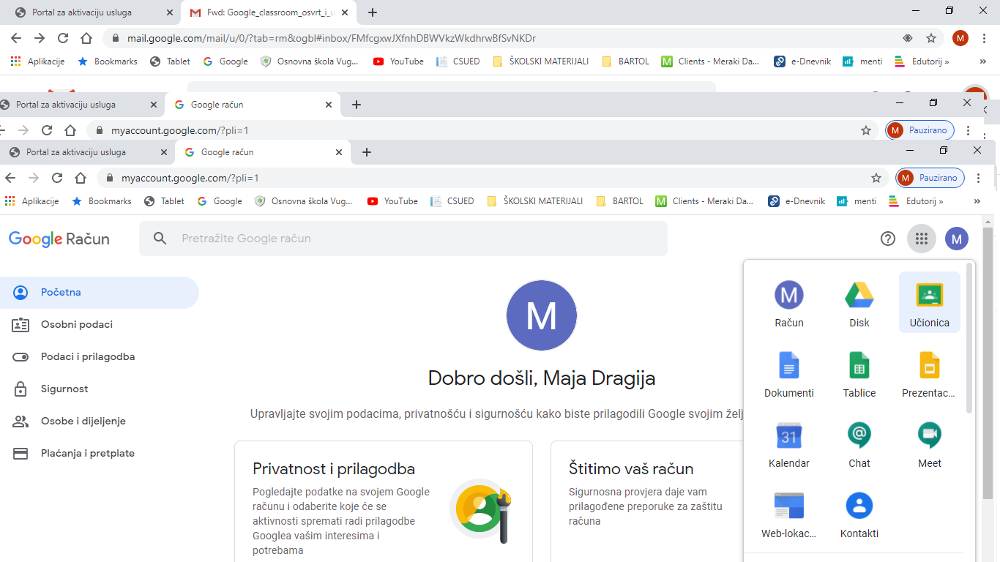 Portal za aktivaciju usluga
Fwd: Google_classroom_osvrt_i_u
mail.google.com/mail/u/0/?tab=rm&ogbl#inbox/FMfcgxwJXfnhDBWVkzWkdhrwBfSvNKDr
M
Aplikacije Bookmarks Tablet Google Osnovna škola Vug... YouTube CSUED ŠKOLSKI MATERIJALI BARTOL Clients - Meraki Da... e-Dnevnik menti Edutorij »
Portal za aktivaciju usluga
Google račun
myaccount.google.com/?pli=1
M Pauzirano
Portal za aktivaciju usluga
Google račun
myaccount.google.com/?pli=1
M Pauzirano
Aplikacije Bookmarks Tablet Google Osnovna škola Vug... YouTube CSUED ŠKOLSKI MATERIJALI BARTOL Clients - Meraki Da... e-Dnevnik menti Edutorij »
Google Račun
Pretražite Google račun
M
Početna
Osobni podaci
Podaci i prilagodba
Sigurnost
Osobe i dijeljenje
Plaćanja i pretplate
M
Dobro došli, Maja Dragija
Upravljajte svojim podacima, privatnošću i sigurnošću kako biste prilagodili Google svojim želj
Privatnost i prilagodba
Pogledajte podatke na svojem Google
računu i odaberite koje će se
aktivnosti spremati radi prilagodbe
Googlea vašim interesima i
potrebama
Štitimo vaš račun
Sigurnosna provjera daje vam
prilagođene preporuke za zaštitu
računa
M
Račun Disk Učionica
Dokumenti Tablice Prezentac...
31
Kalendar Chat Meet
Web-lokac... Kontakti